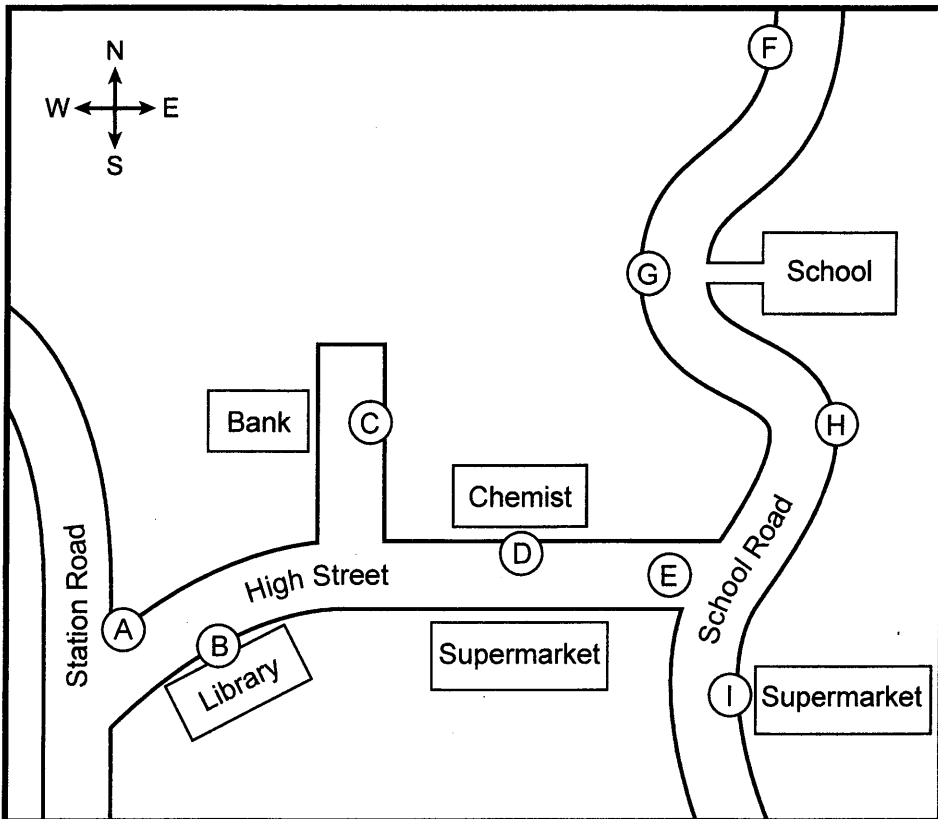 F
N
W E
S
G
School
Bank
C
H
Chemist
D
High Street
E
School Road
Station Road
A
B
Library
Supermarket
I
Supermarket